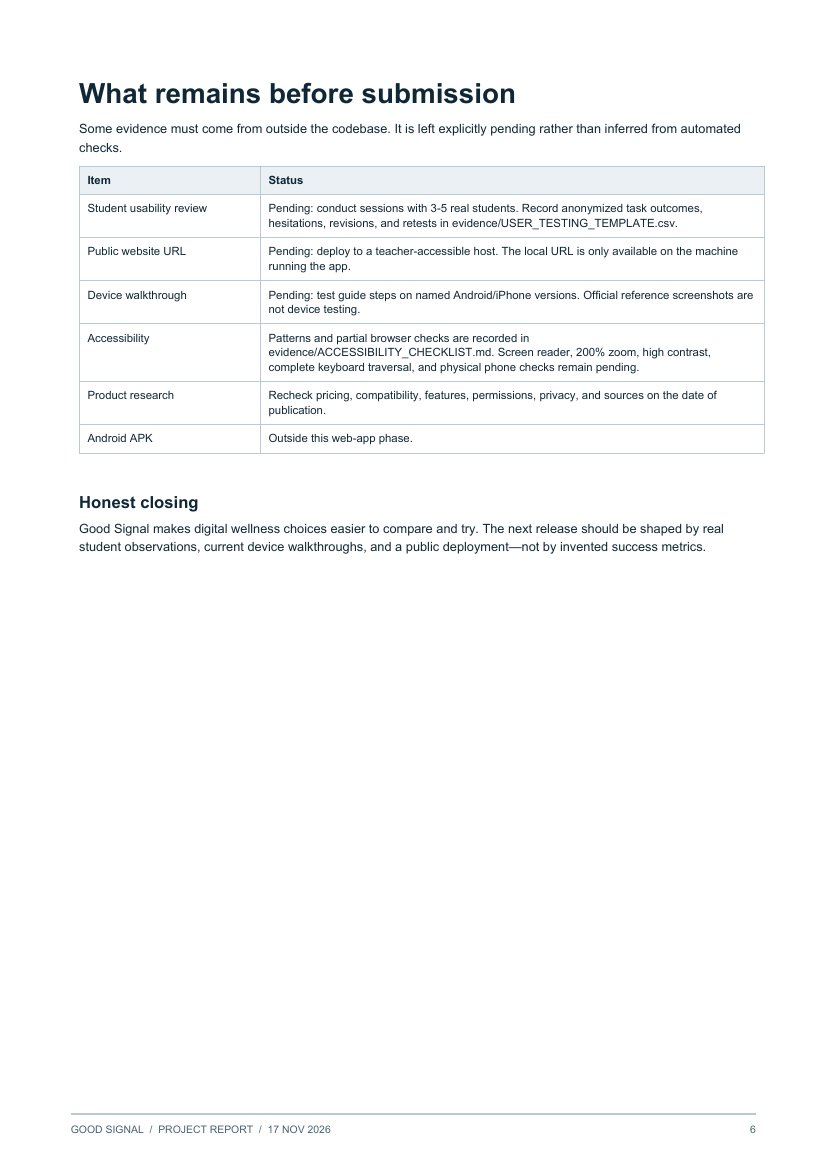 What remains before submission
Some evidence must come from outside the codebase. It is left explicitly pending rather than inferred from automated
checks.
Item
Status
Student usability review
Pending: conduct sessions with 3-5 real students. Record anonymized task outcomes,
hesitations, revisions, and retests in evidence/USER_TESTING_TEMPLATE.csv.
Public website URL
Pending: deploy to a teacher-accessible host. The local URL is only available on the machine
running the app.
Device walkthrough
Pending: test guide steps on named Android/iPhone versions. Official reference screenshots are
not device testing.
Accessibility
Patterns and partial browser checks are recorded in
evidence/ACCESSIBILITY_CHECKLIST.md. Screen reader, 200% zoom, high contrast,
complete keyboard traversal, and physical phone checks remain pending.
Product research
Recheck pricing, compatibility, features, permissions, privacy, and sources on the date of
publication.
Android APK
Outside this web-app phase.
Honest closing
Good Signal makes digital wellness choices easier to compare and try. The next release should be shaped by real
student observations, current device walkthroughs, and a public deployment—not by invented success metrics.
GOOD SIGNAL / PROJECT REPORT / 17 NOV 2026
6